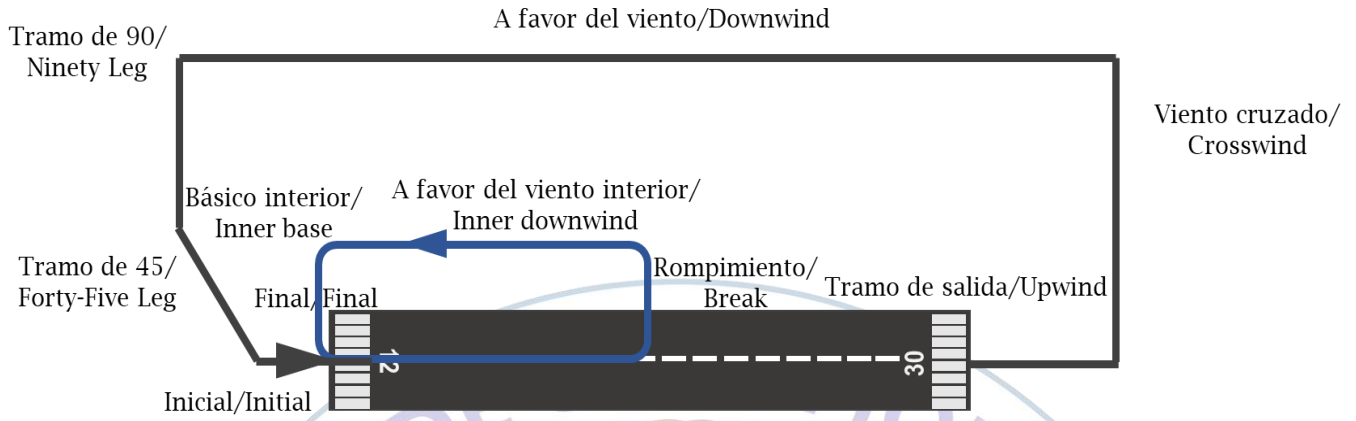 A favor del viento/Downwind
Tramo de 90/
Ninety Leg
Viento cruzado/
Crosswind
Básico interior/
Inner base
A favor del viento interior/
Inner downwind
Tramo de 45/
Forty-Five Leg
Final/Final
Rompimiento/
Break
Tramo de salida/Upwind
12
30
Inicial/Initial